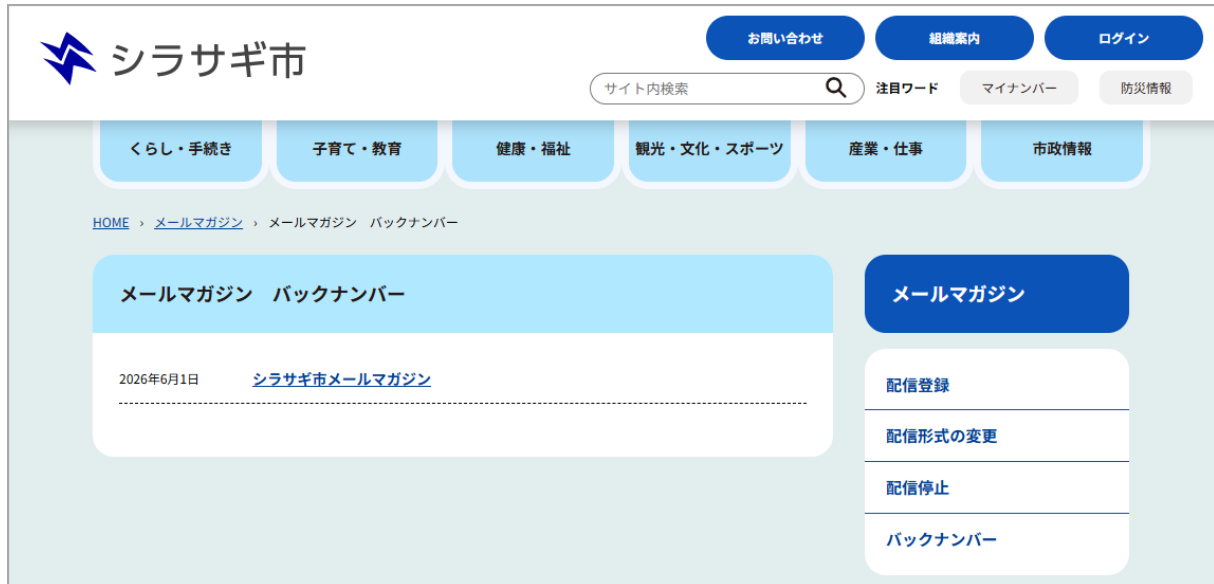 シラサギ市
お問い合わせ 組織案内 ログイン
サイト内検索 注目ワード マイナンバー 防災情報
くらし・手続き 子育て・教育 健康・福祉 観光・文化・スポーツ 産業・仕事 市政情報
HOME › メールマガジン › メールマガジン　バックナンバー
メールマガジン　バックナンバー
2026年6月1日 シラサギ市メールマガジン
メールマガジン
配信登録
配信形式の変更
配信停止
バックナンバー